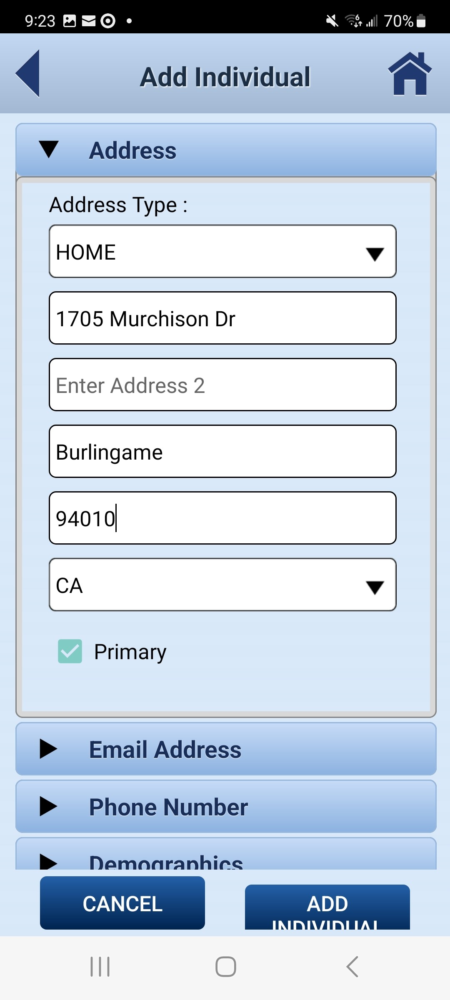 9:23
70%
Add Individual
Address
Address Type :
HOME
1705 Murchison Dr
Enter Address 2
Burlingame
94010
CA
Primary
Email Address
Phone Number
Demographics
CANCEL
ADD
INDIVIDUAL